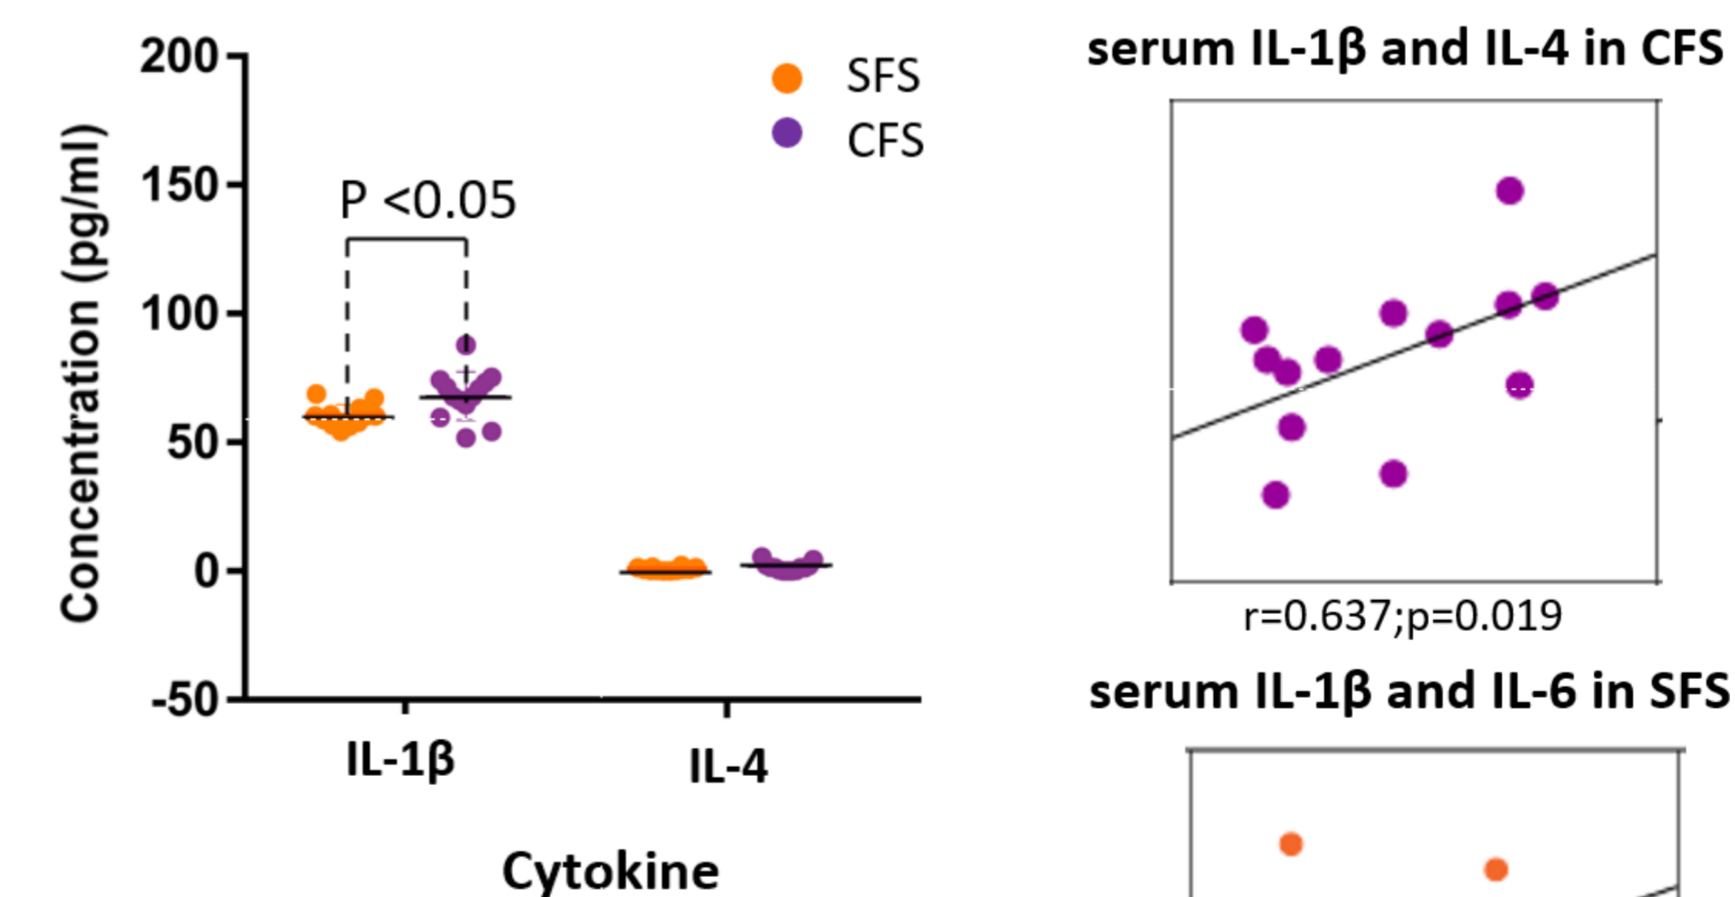 200
150
100
50
0
-50
Concentration (pg/ml)
SFS
CFS
P <0.05
IL-1β
IL-4
Cytokine
serum IL-1β and IL-4 in CFS
r=0.637;p=0.019
serum IL-1β and IL-6 in SFS